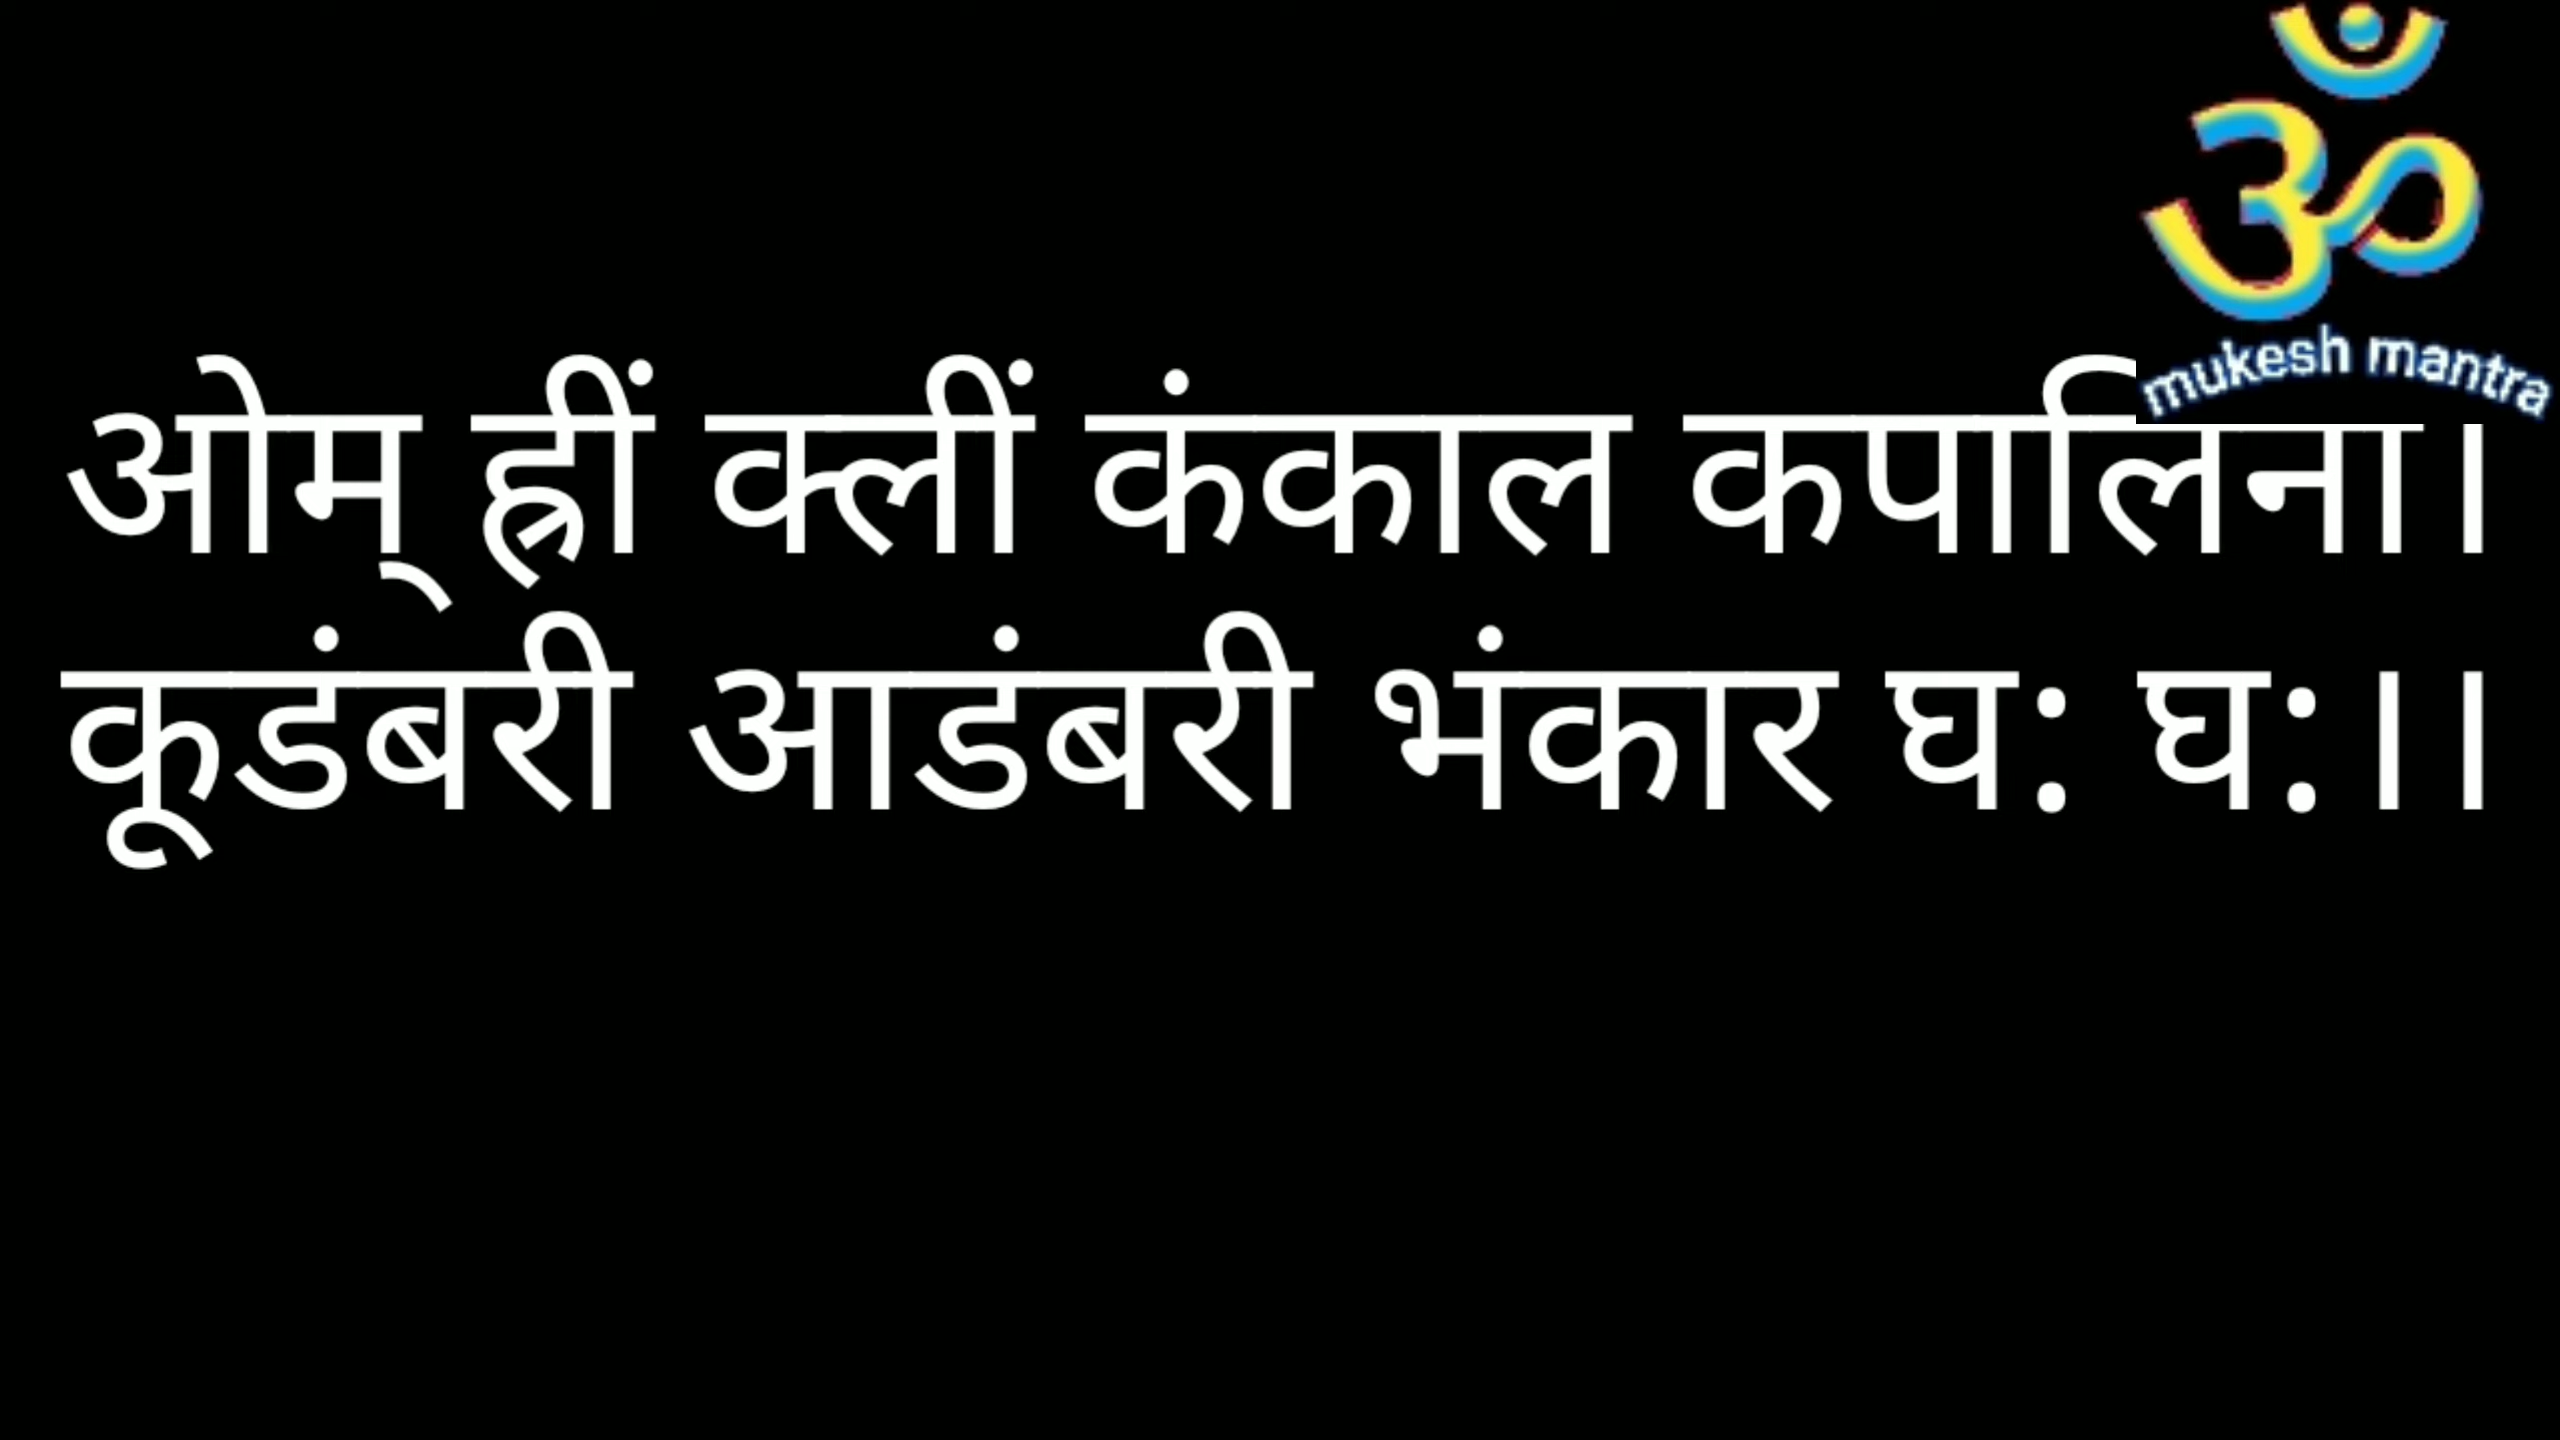 ॐ
mukesh mantra
ओम् ह्रीं क्लीं कंकाल कपालिना।
कूडंबरी आडंबरी भंकार घ: घ:।।